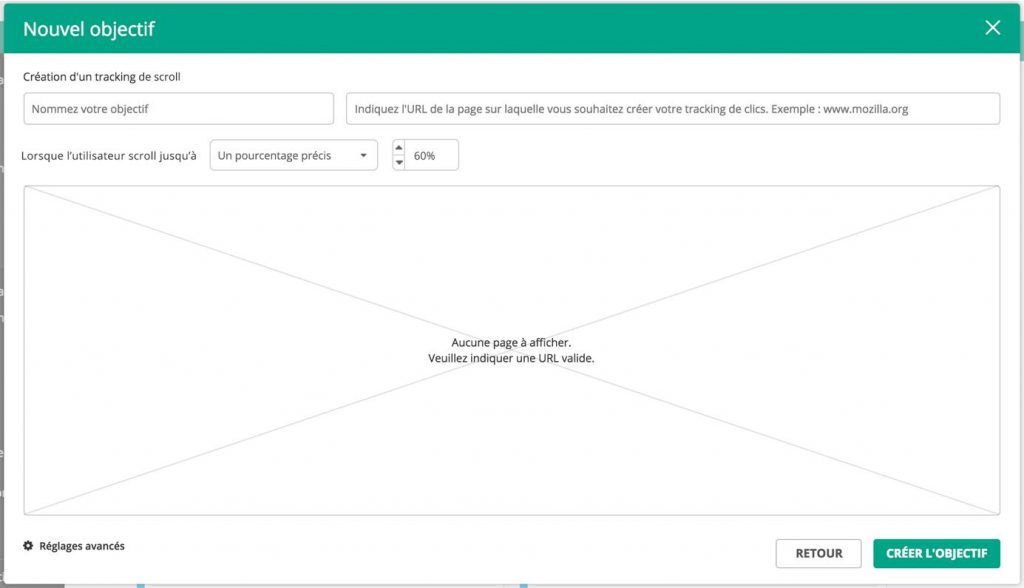 Nouvel objectif
Création d'un tracking de scroll
Nommez votre objectif
Indiquez l'URL de la page sur laquelle vous souhaitez créer votre tracking de clics. Exemple : www.mozilla.org
Lorsque l'utilisateur scroll jusqu'à
Un pourcentage précis
60%
Aucune page à afficher.
Veuillez indiquer une URL valide.
Réglages avancés
RETOUR
CRÉER L'OBJECTIF